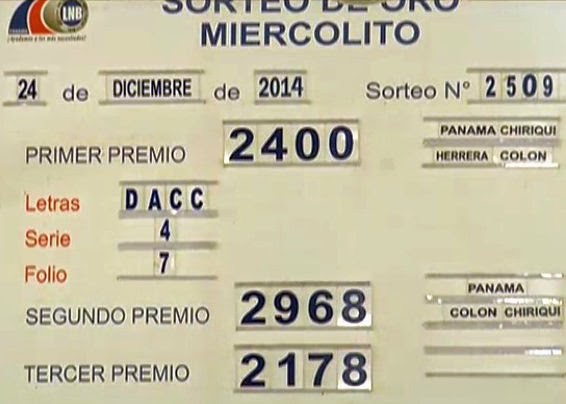 LNB
SORTEO DE ORO
MIERCOLITO
24 de DICIEMBRE de 2014 Sorteo Nº 2509
PRIMER PREMIO 2400 PANAMA CHIRIQUI
HERRERA COLON
Letras DACC
Serie 4
Folio 7
SEGUNDO PREMIO 2968 PANAMA
COLON CHIRIQUI
TERCER PREMIO 2178